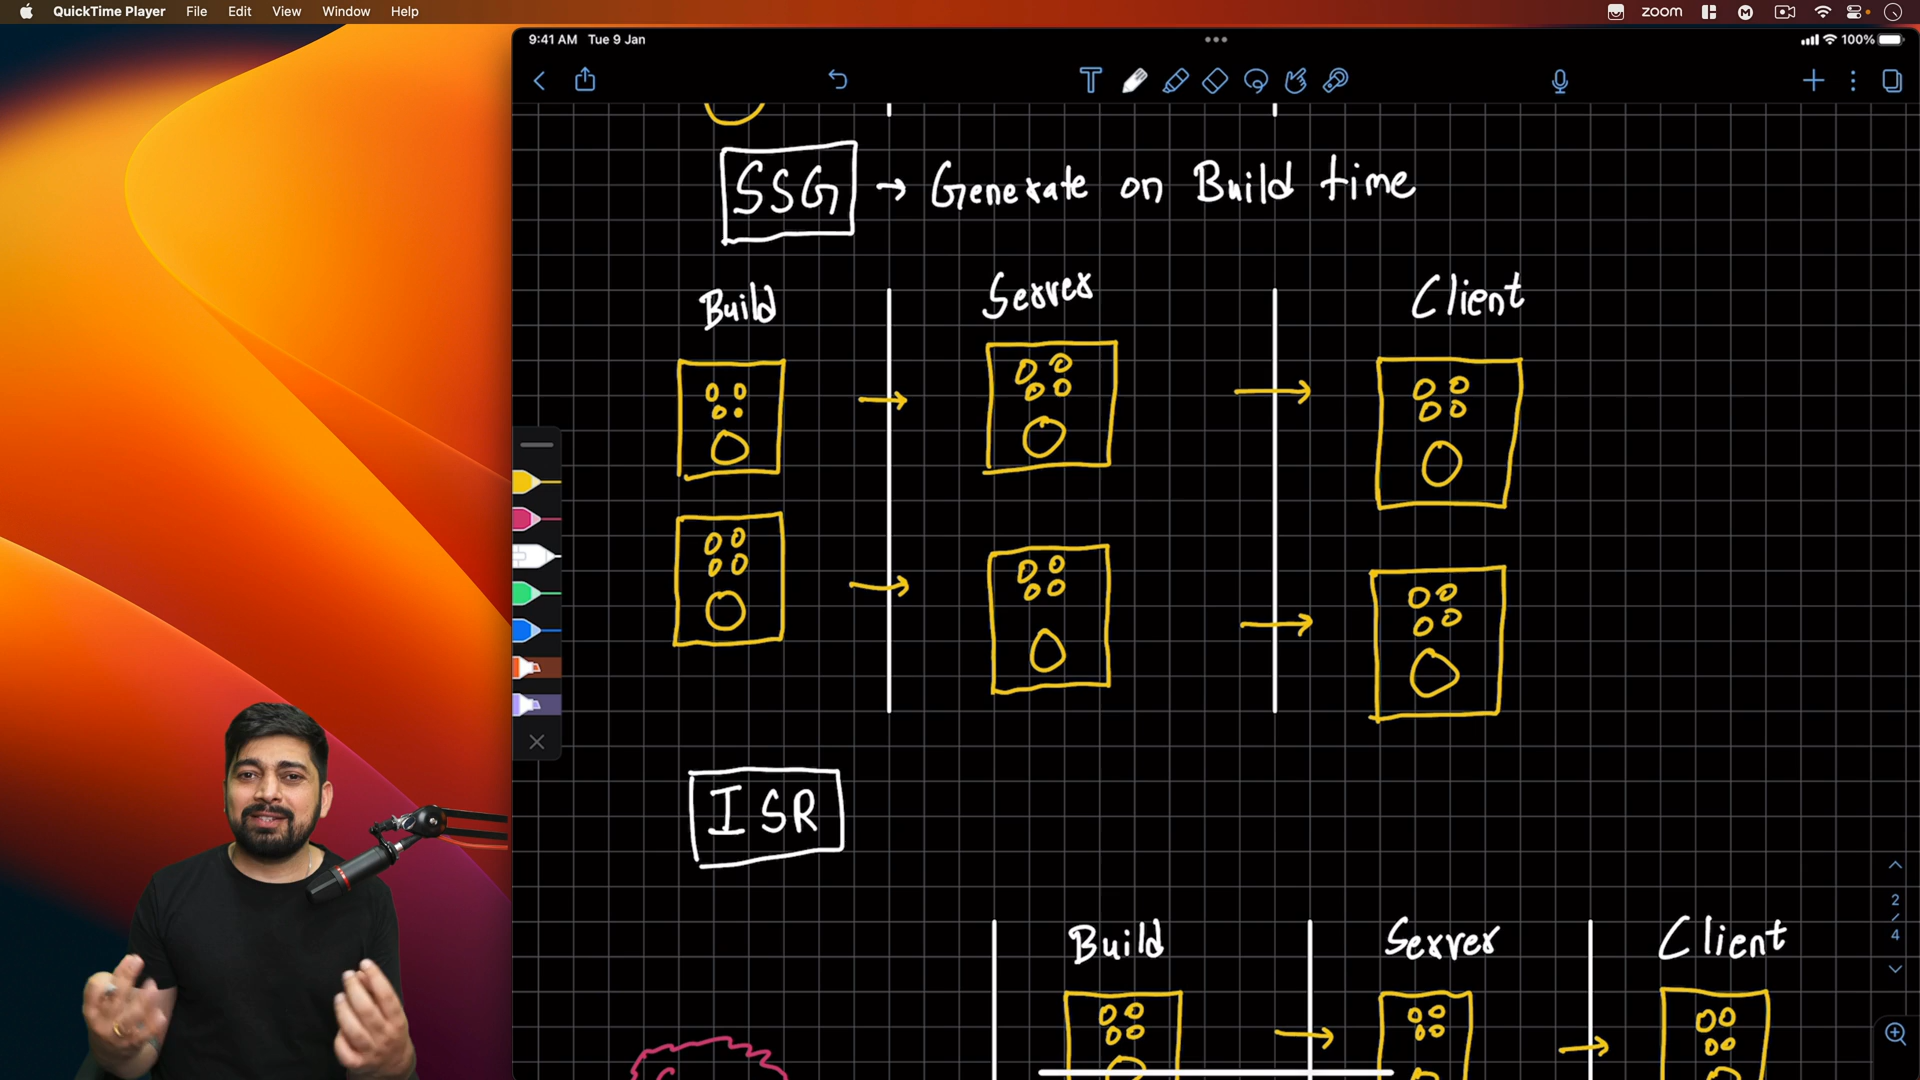 QuickTime Player File Edit View Window Help
zoom
9:41 AM Tue 9 Jan
100%
SSG → Generate on Build time
Build Server Client
ISR
Build Server Client
2
/
4